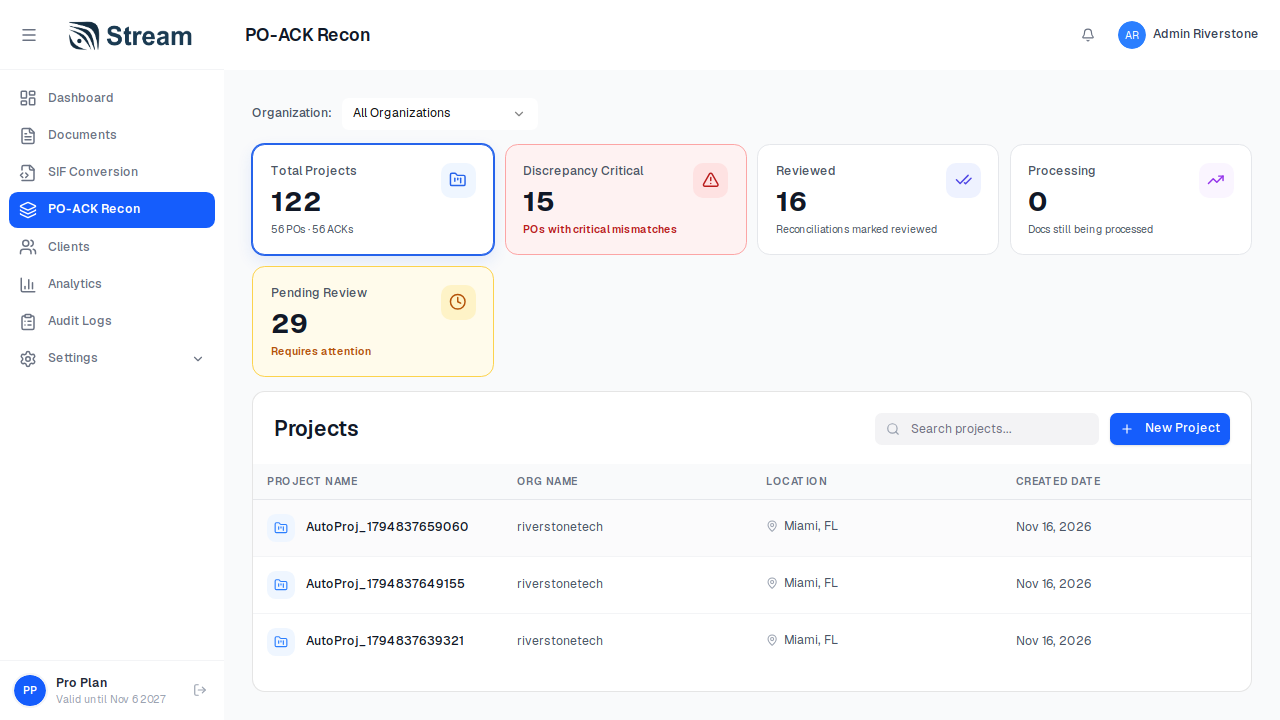 Stream
PO-ACK Recon
AR
Admin Riverstone
Dashboard
Documents
SIF Conversion
PO-ACK Recon
Clients
Analytics
Audit Logs
Settings
PP
Pro Plan
Valid until Nov 6 2027
Organization:
All Organizations
Total Projects
122
56 POs · 56 ACKs
Discrepancy Critical
15
POs with critical mismatches
Reviewed
16
Reconciliations marked reviewed
Processing
0
Docs still being processed
Pending Review
29
Requires attention
Projects
Search projects...
New Project
PROJECT NAME ORG NAME LOCATION CREATED DATE
AutoProj_1794837659060 riverstonetech Miami, FL Nov 16, 2026
AutoProj_1794837649155 riverstonetech Miami, FL Nov 16, 2026
AutoProj_1794837639321 riverstonetech Miami, FL Nov 16, 2026